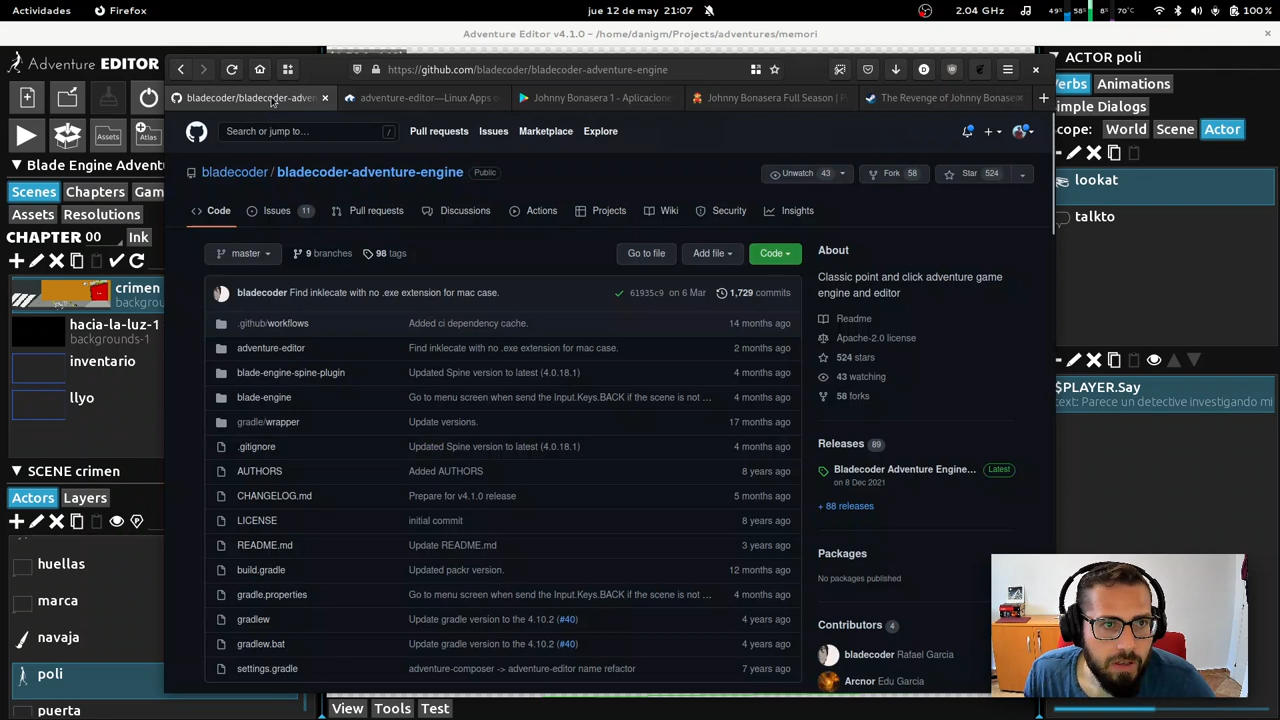 Actividades
Firefox
jue 12 de may 21:07
2.04 GHz
49%
58%
8%
70°C
100 %
Adventure Editor v4.1.0 - /home/danigm/Projects/adventures/memori
Adventure EDITOR
https://github.com/bladecoder/bladecoder-adventure-engine
bladecoder/bladecoder-adven
adventure-editor—Linux Apps o
Johnny Bonasera 1 - Aplicacione
Johnny Bonasera Full Season | P
The Revenge of Johnny Bonase
Assets
Atlas
Blade Engine Advent
Scenes
Chapters
Gam
Assets
Resolutions
CHAPTER
00
Ink
crimen
backgrou
hacia-la-luz-1
backgrounds-1
inventario
llyo
SCENE crimen
Actors
Layers
huellas
marca
navaja
poli
puerta
Search or jump to...
/
Pull requests
Issues
Marketplace
Explore
bladecoder / bladecoder-adventure-engine
Public
Unwatch 43
Fork 58
Star 524
Code
Issues 11
Pull requests
Discussions
Actions
Projects
Wiki
Security
Insights
master
9 branches
98 tags
Go to file
Add file
Code
bladecoder Find inklecate with no .exe extension for mac case.
61935c9 on 6 Mar
1,729 commits
.github/workflows Added ci dependency cache. 14 months ago
adventure-editor Find inklecate with no .exe extension for mac case. 2 months ago
blade-engine-spine-plugin Updated Spine version to latest (4.0.18.1) 4 months ago
blade-engine Go to menu screen when send the Input.Keys.BACK if the scene is not ... 4 months ago
gradle/wrapper Update versions. 17 months ago
.gitignore Updated Spine version to latest (4.0.18.1) 4 months ago
AUTHORS Added AUTHORS 8 years ago
CHANGELOG.md Prepare for v4.1.0 release 5 months ago
LICENSE initial commit 8 years ago
README.md Update README.md 3 years ago
build.gradle Updated packr version. 12 months ago
gradle.properties Go to menu screen when send the Input.Keys.BACK if the scene is not ... 4 months ago
gradlew Update gradle version to the 4.10.2 (#40) 4 years ago
gradlew.bat Update gradle version to the 4.10.2 (#40) 4 years ago
settings.gradle adventure-composer -> adventure-editor name refactor 7 years ago
About
Classic point and click adventure game
engine and editor
Readme
Apache-2.0 license
524 stars
43 watching
58 forks
Releases 89
Bladecoder Adventure Engine... Latest
on 8 Dec 2021
+ 88 releases
Packages
No packages published
Contributors 4
bladecoder Rafael Garcia
Arcnor Edu Garcia
ACTOR poli
Verbs
Animations
Simple Dialogs
Scope:
World
Scene
Actor
lookat
talkto
$PLAYER.Say
text: Parece un detective investigando mi
View
Tools
Test